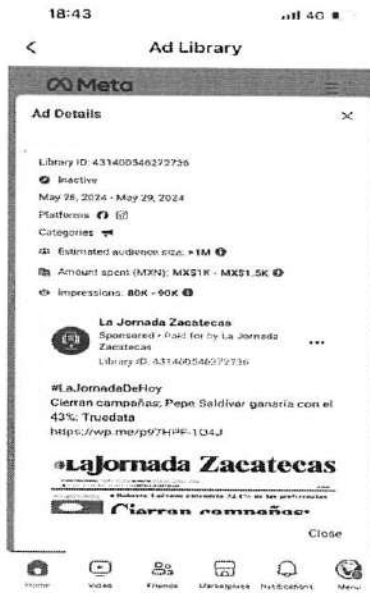 18:43
4G
Ad Library
Meta
Ad Details
Library ID: 431400546272736
Inactive
May 28, 2024 - May 29, 2024
Platforms
Categories
Estimated audience size: >1M
Amount spent (MXN): MX$1K - MX$1.5K
Impressions: 80K - 90K
La Jornada Zacatecas
Sponsored • Paid for by La Jornada
Zacatecas
Library ID: 431400546272736
#LaJornadaDeHoy
Cierran campañas; Pepe Saldívar ganaría con el
43%: Truedata
https://wp.me/p97HPF-1O4J
LaJornada Zacatecas
Cierran campañas:
Close
Home
Video
Friends
Marketplace
Notifications
Menu